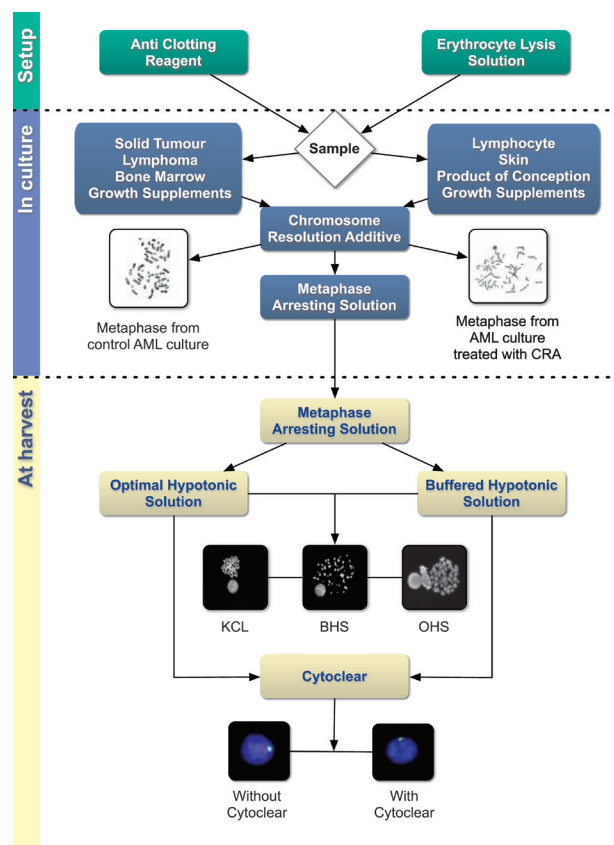 Setup
Anti Clotting
Reagent
Erythrocyte Lysis
Solution
In culture
Sample
Solid Tumour
Lymphoma
Bone Marrow
Growth Supplements
Lymphocyte
Skin
Product of Conception
Growth Supplements
Chromosome
Resolution Additive
Metaphase from
control AML culture
Metaphase
Arresting Solution
Metaphase from
AML culture
treated with CRA
At harvest
Metaphase
Arresting Solution
Optimal Hypotonic
Solution
Buffered Hypotonic
Solution
KCL
BHS
OHS
Cytoclear
Without
Cytoclear
With
Cytoclear